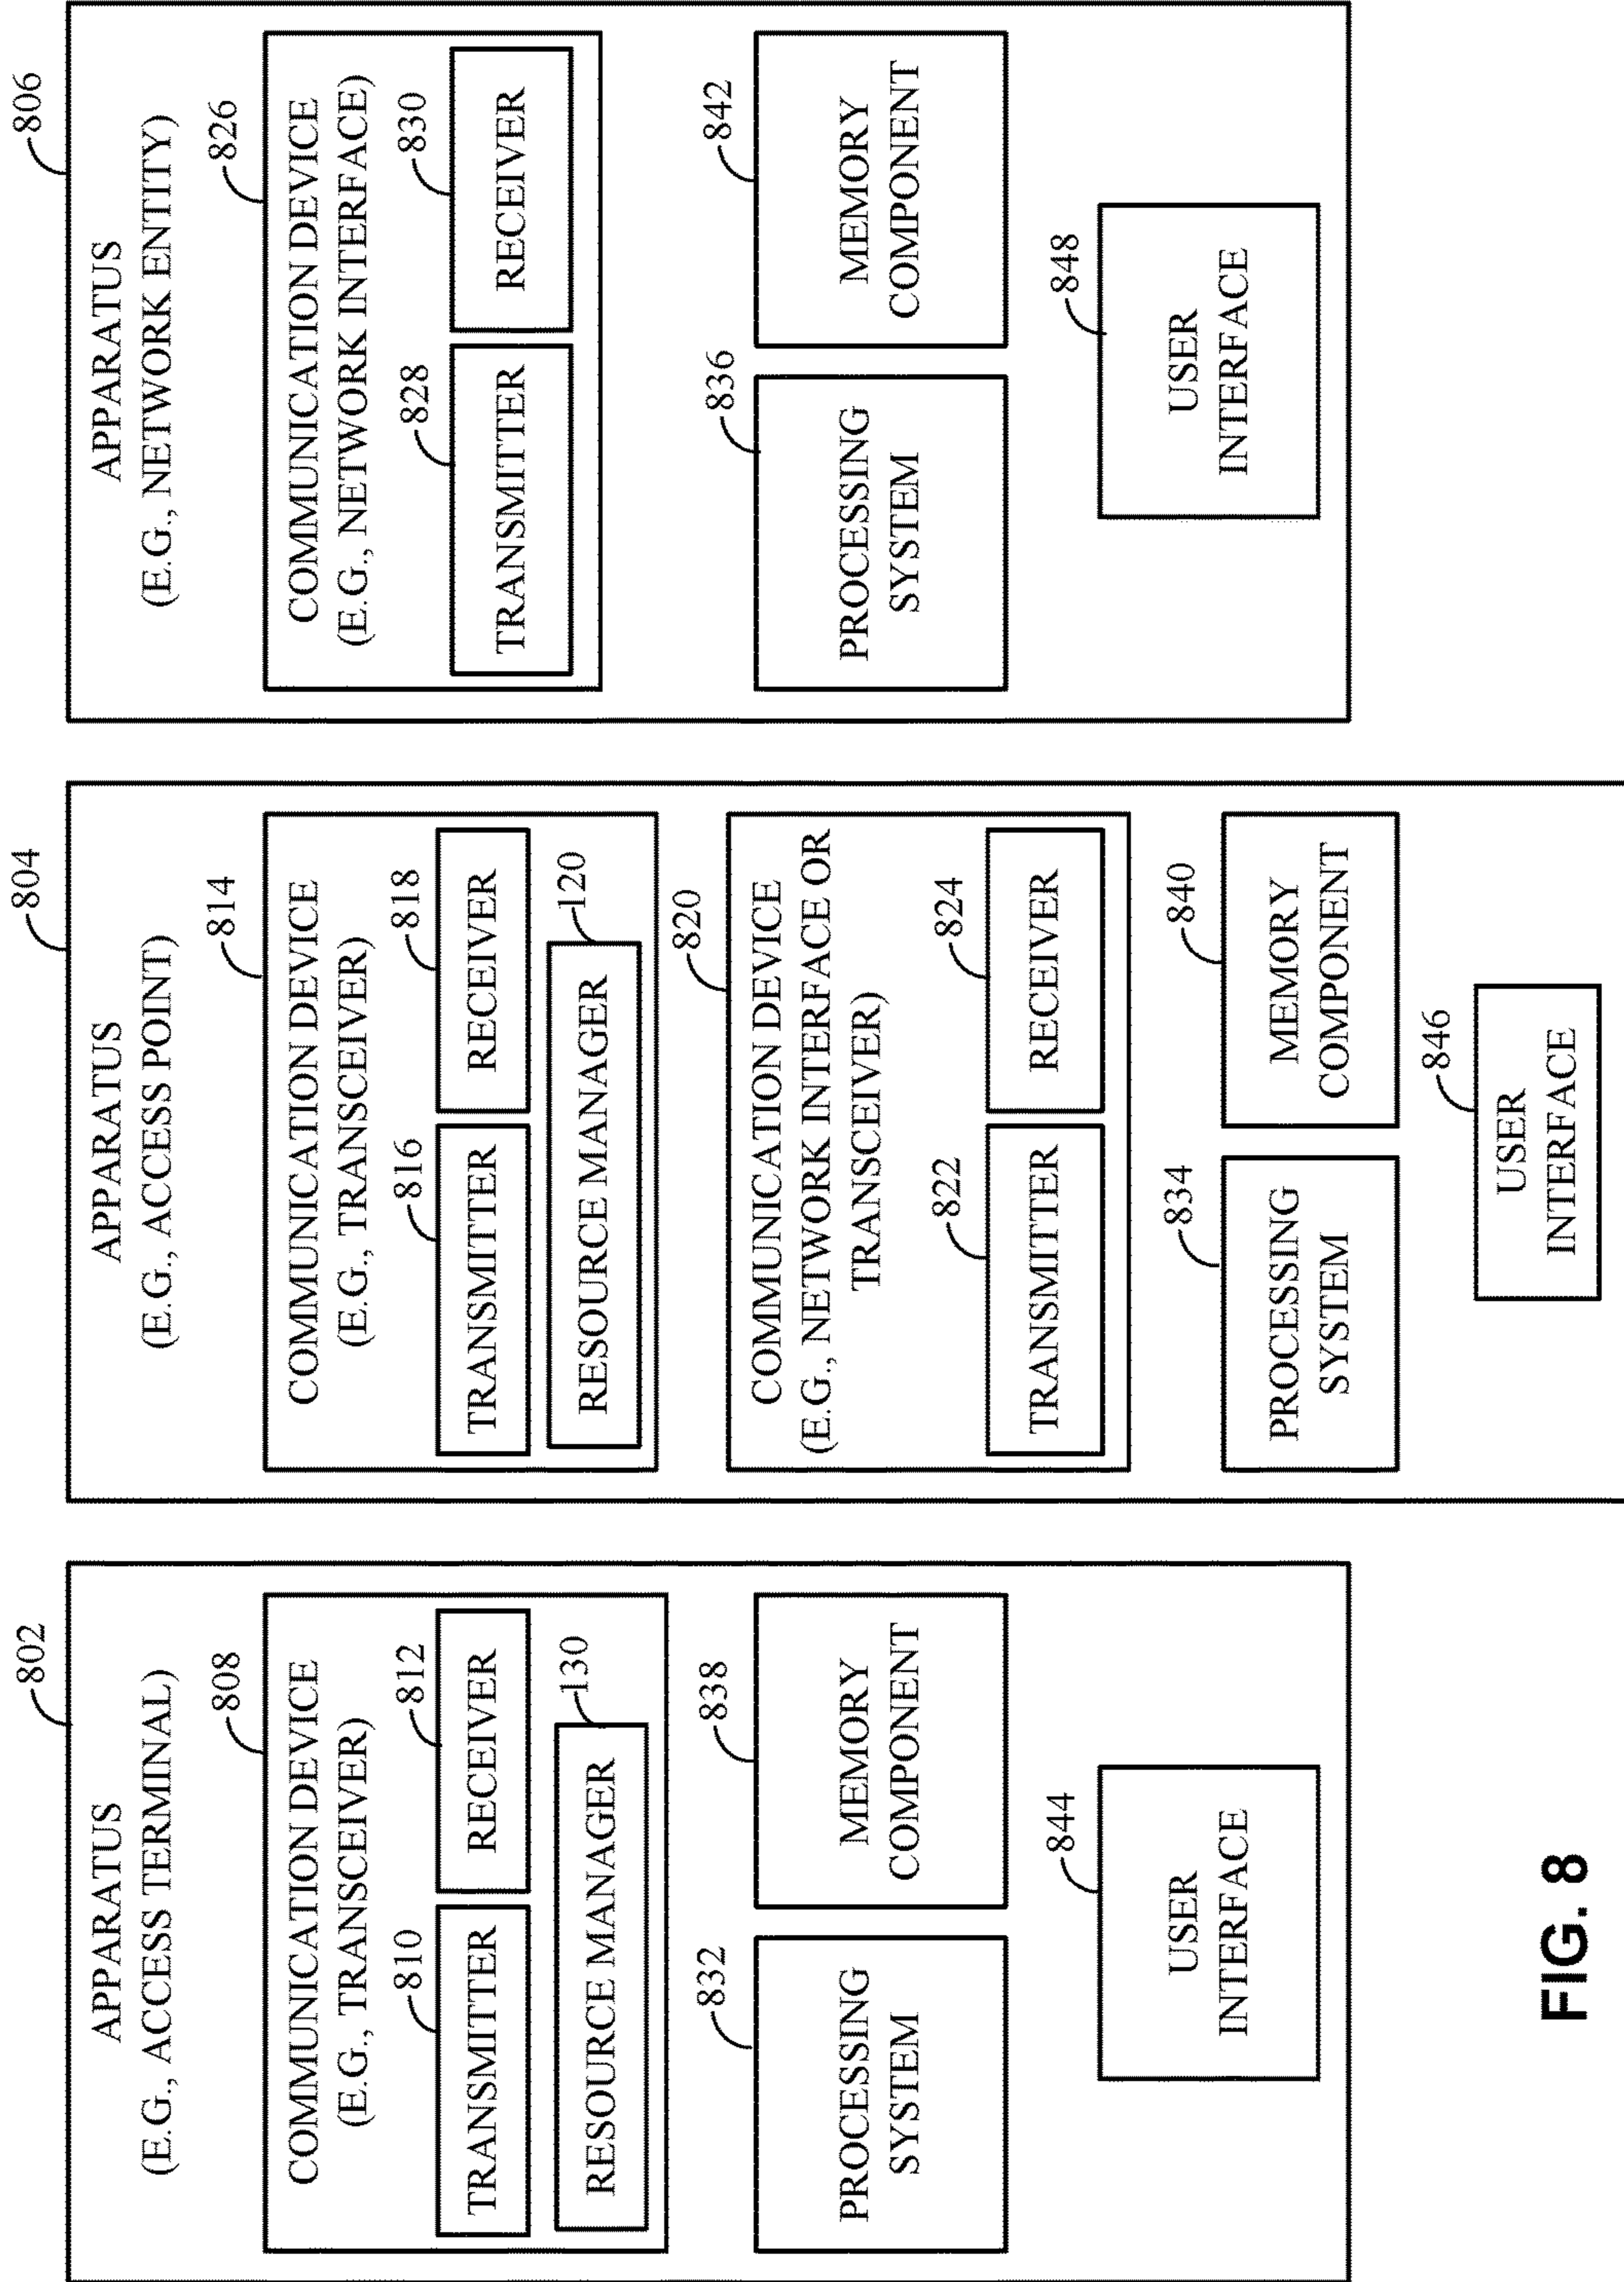 802
APPARATUS
(E.G., ACCESS TERMINAL)
808
COMMUNICATION DEVICE
(E.G., TRANSCEIVER)
810
812
TRANSMITTER
RECEIVER
130
RESOURCE MANAGER
832
838
PROCESSING
SYSTEM
MEMORY
COMPONENT
844
USER
INTERFACE
804
APPARATUS
(E.G., ACCESS POINT)
814
COMMUNICATION DEVICE
(E.G., TRANSCEIVER)
816
818
TRANSMITTER
RECEIVER
120
RESOURCE MANAGER
820
COMMUNICATION DEVICE
(E.G., NETWORK INTERFACE OR
TRANSCEIVER)
822
824
TRANSMITTER
RECEIVER
834
840
PROCESSING
SYSTEM
MEMORY
COMPONENT
846
USER
INTERFACE
806
APPARATUS
(E.G., NETWORK ENTITY)
826
COMMUNICATION DEVICE
(E.G., NETWORK INTERFACE)
828
830
TRANSMITTER
RECEIVER
836
842
PROCESSING
SYSTEM
MEMORY
COMPONENT
848
USER
INTERFACE
FIG. 8